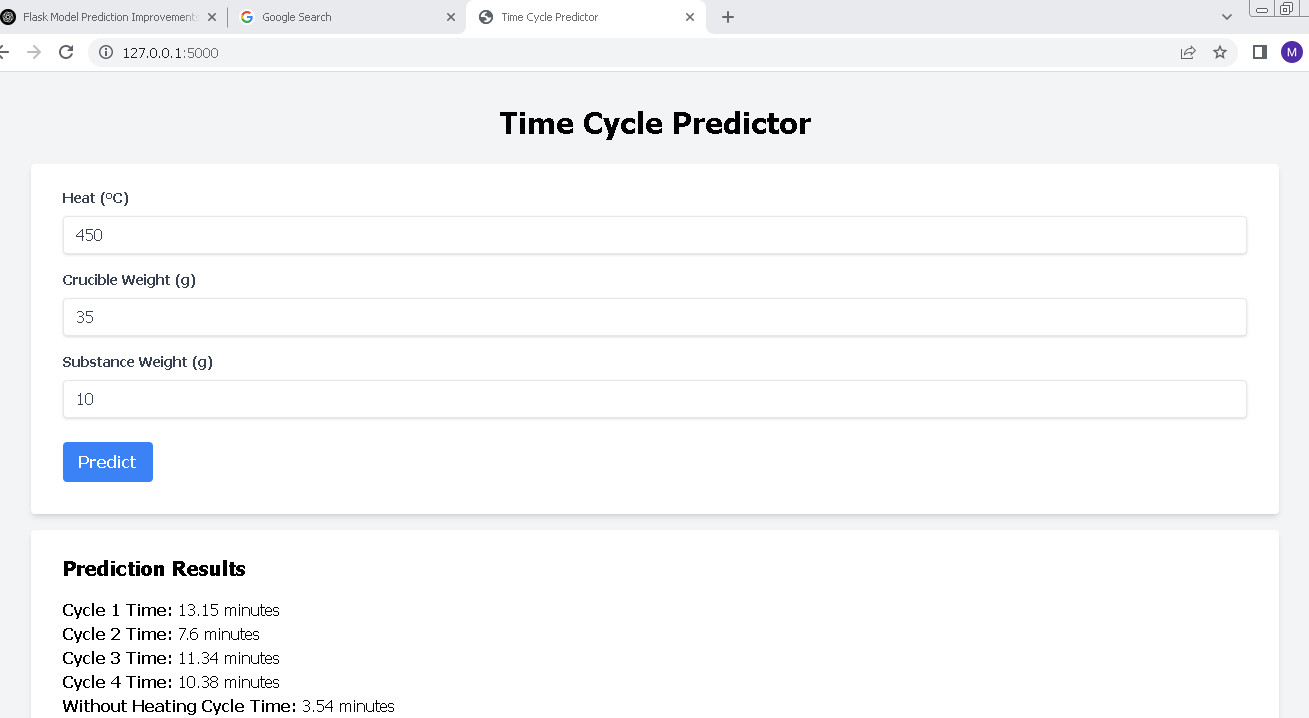 Flask Model Prediction Improvements
Google Search
Time Cycle Predictor
127.0.0.1:5000
M
Time Cycle Predictor
Heat (°C)
450
Crucible Weight (g)
35
Substance Weight (g)
10
Predict
Prediction Results
Cycle 1 Time: 13.15 minutes
Cycle 2 Time: 7.6 minutes
Cycle 3 Time: 11.34 minutes
Cycle 4 Time: 10.38 minutes
Without Heating Cycle Time: 3.54 minutes